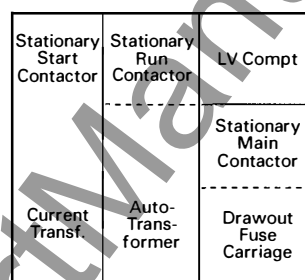 Stationary
Start
Contactor
Stationary
Run
Contactor
LV Compt
Stationary
Main
Contactor
Current
Transf.
Auto-
Trans-
former
Drawout
Fuse
Carriage